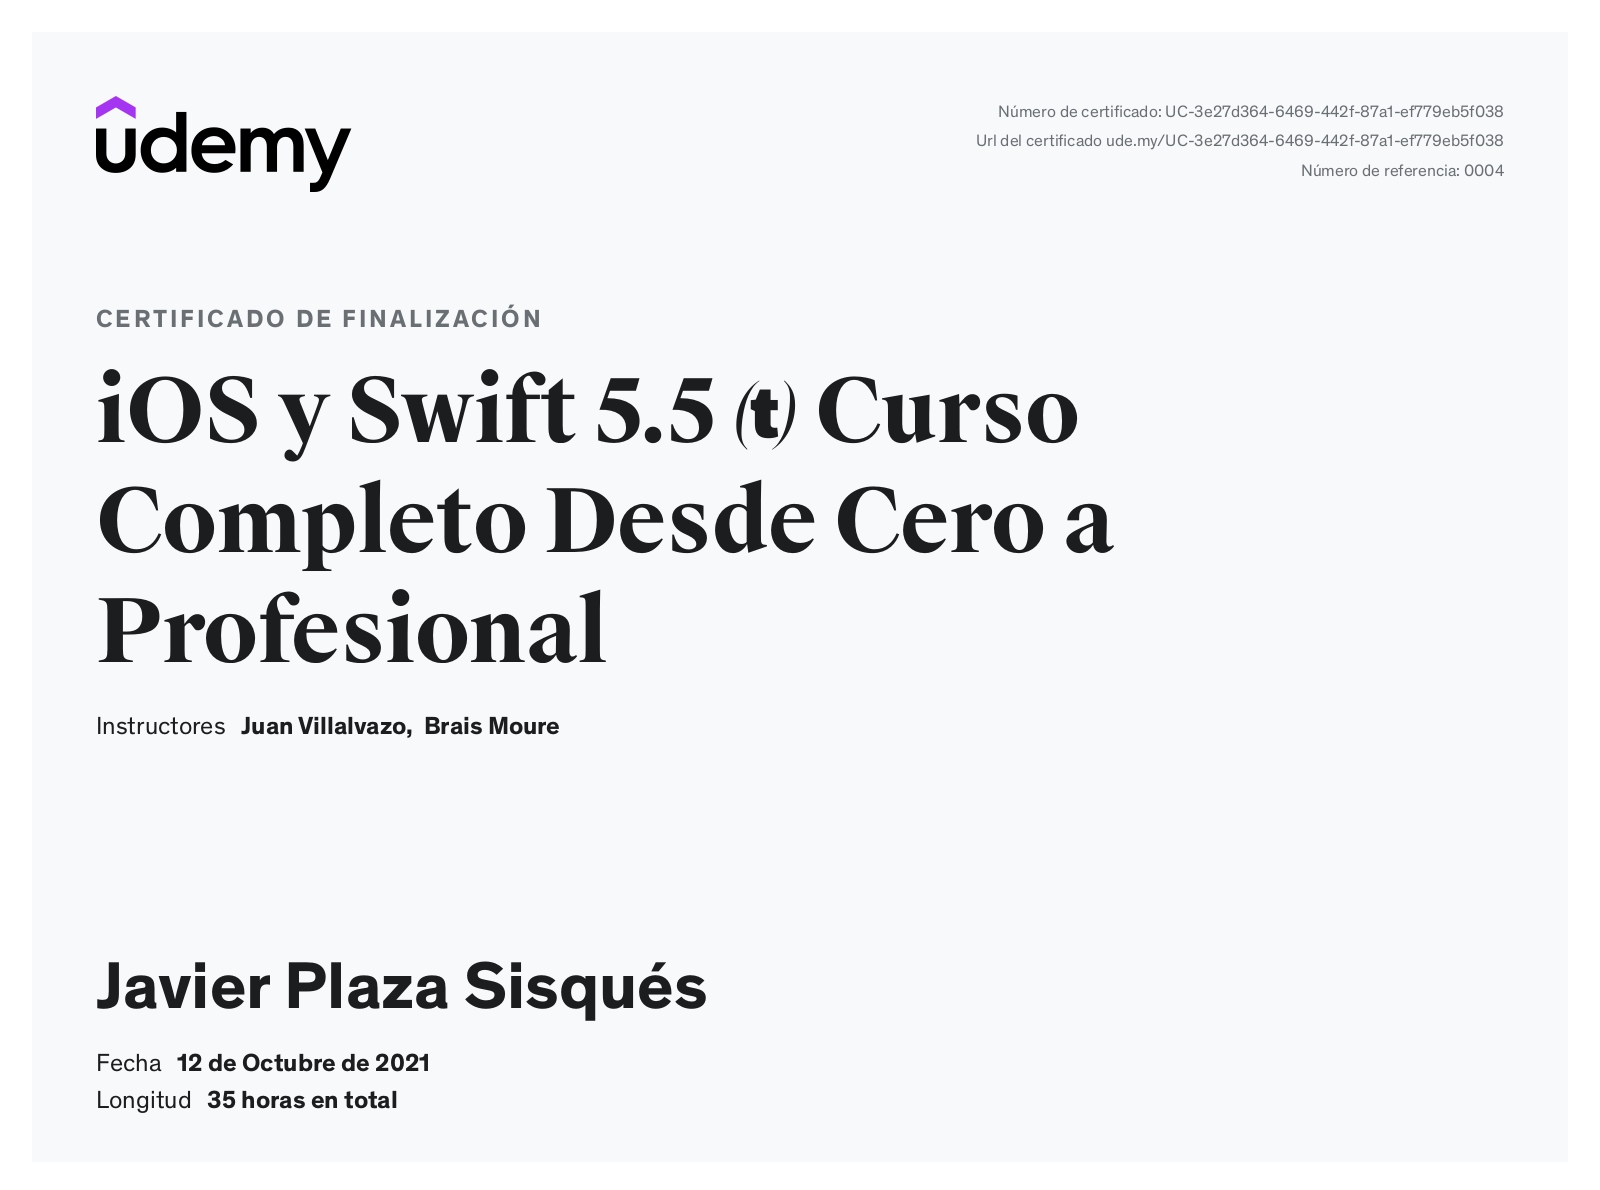 udemy
Número de certificado: UC-3e27d364-6469-442f-87a1-ef779eb5f038
Url del certificado ude.my/UC-3e27d364-6469-442f-87a1-ef779eb5f038
Número de referencia: 0004
CERTIFICADO DE FINALIZACIÓN
iOS y Swift 5.5 (t) Curso
Completo Desde Cero a
Profesional
Instructores Juan Villalvazo, Brais Moure
Javier Plaza Sisqués
Fecha 12 de Octubre de 2021
Longitud 35 horas en total